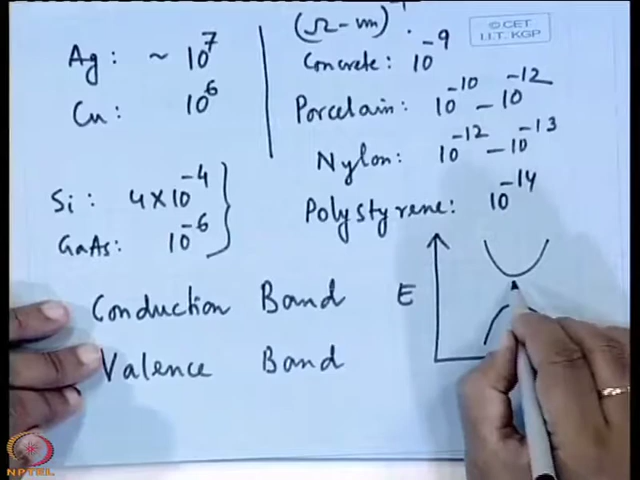 (Ω-m)⁻¹.
©CET
I.I.T. KGP
Ag: ~ 10⁷
Cu: 10⁶
Concrete: 10⁻⁹
Porcelain: 10⁻¹⁰ – 10⁻¹²
Nylon: 10⁻¹² – 10⁻¹³
Polystyrene: 10⁻¹⁴
Si: 4×10⁻⁴
GaAs: 10⁻⁶
Conduction Band
Valence Band
E
NPTEL